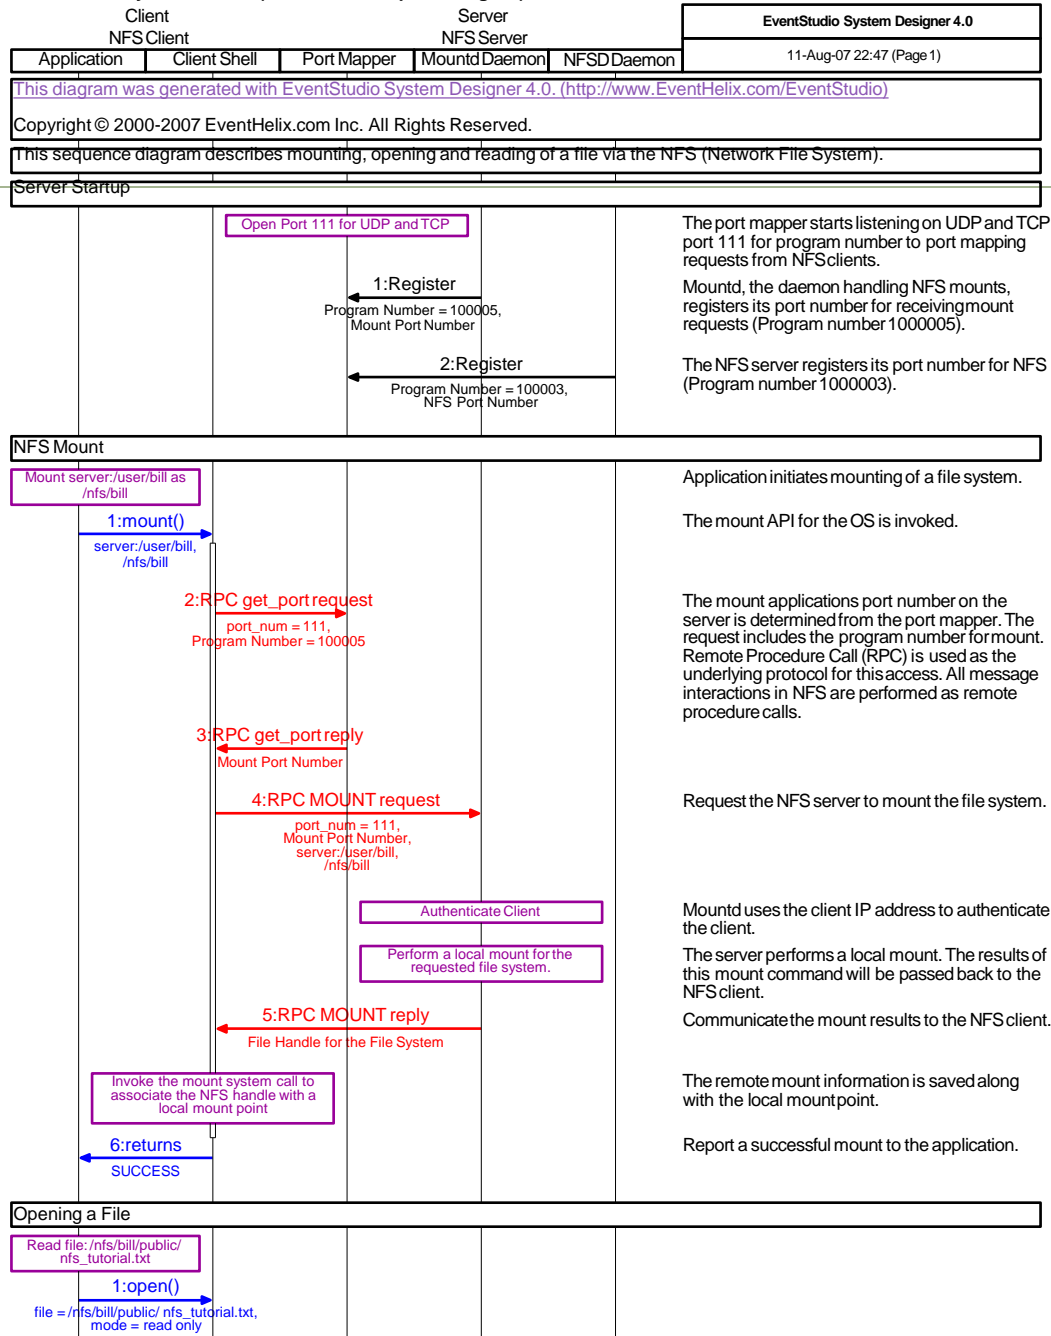 Client
NFS Client
Server
NFS Server
EventStudio System Designer 4.0
Application
Client Shell
Port Mapper
Mountd Daemon
NFSD Daemon
11-Aug-07 22:47 (Page 1)
This diagram was generated with EventStudio System Designer 4.0. (http://www.EventHelix.com/EventStudio)
Copyright © 2000-2007 EventHelix.com Inc. All Rights Reserved.
This sequence diagram describes mounting, opening and reading of a file via the NFS (Network File System).
Server Startup
Open Port 111 for UDP and TCP
The port mapper starts listening on UDP and TCP
port 111 for program number to port mapping
requests from NFS clients.
1:Register
Program Number = 100005,
Mount Port Number
Mountd, the daemon handling NFS mounts,
registers its port number for receiving mount
requests (Program number 1000005).
2:Register
Program Number = 100003,
NFS Port Number
The NFS server registers its port number for NFS
(Program number 1000003).
NFS Mount
Mount server:/user/bill as
/nfs/bill
Application initiates mounting of a file system.
1:mount()
server:/user/bill,
/nfs/bill
The mount API for the OS is invoked.
2:RPC get_port request
port_num = 111,
Program Number = 100005
The mount applications port number on the
server is determined from the port mapper. The
request includes the program number for mount.
Remote Procedure Call (RPC) is used as the
underlying protocol for this access. All message
interactions in NFS are performed as remote
procedure calls.
3:RPC get_port reply
Mount Port Number
4:RPC MOUNT request
port_num = 111,
Mount Port Number,
server:/user/bill,
/nfs/bill
Request the NFS server to mount the file system.
Authenticate Client
Mountd uses the client IP address to authenticate
the client.
Perform a local mount for the
requested file system.
The server performs a local mount. The results of
this mount command will be passed back to the
NFS client.
5:RPC MOUNT reply
File Handle for the File System
Communicate the mount results to the NFS client.
Invoke the mount system call to
associate the NFS handle with a
local mount point
The remote mount information is saved along
with the local mount point.
6:returns
SUCCESS
Report a successful mount to the application.
Opening a File
Read file: /nfs/bill/public/
nfs_tutorial.txt
1:open()
file = /nfs/bill/public/ nfs_tutorial.txt,
mode = read only